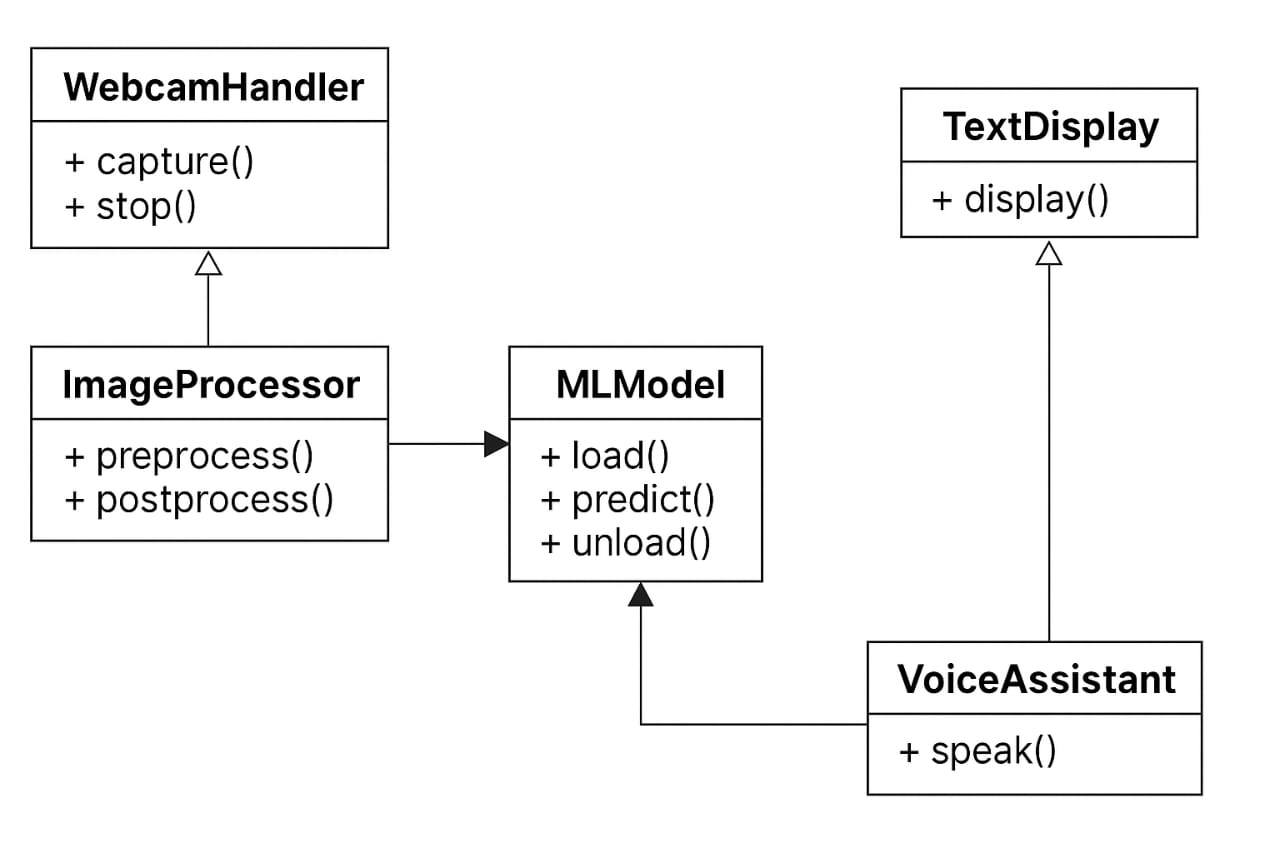 WebcamHandler
+ capture()
+ stop()
TextDisplay
+ display()
ImageProcessor
+ preprocess()
+ postprocess()
MLModel
+ load()
+ predict()
+ unload()
VoiceAssistant
+ speak()